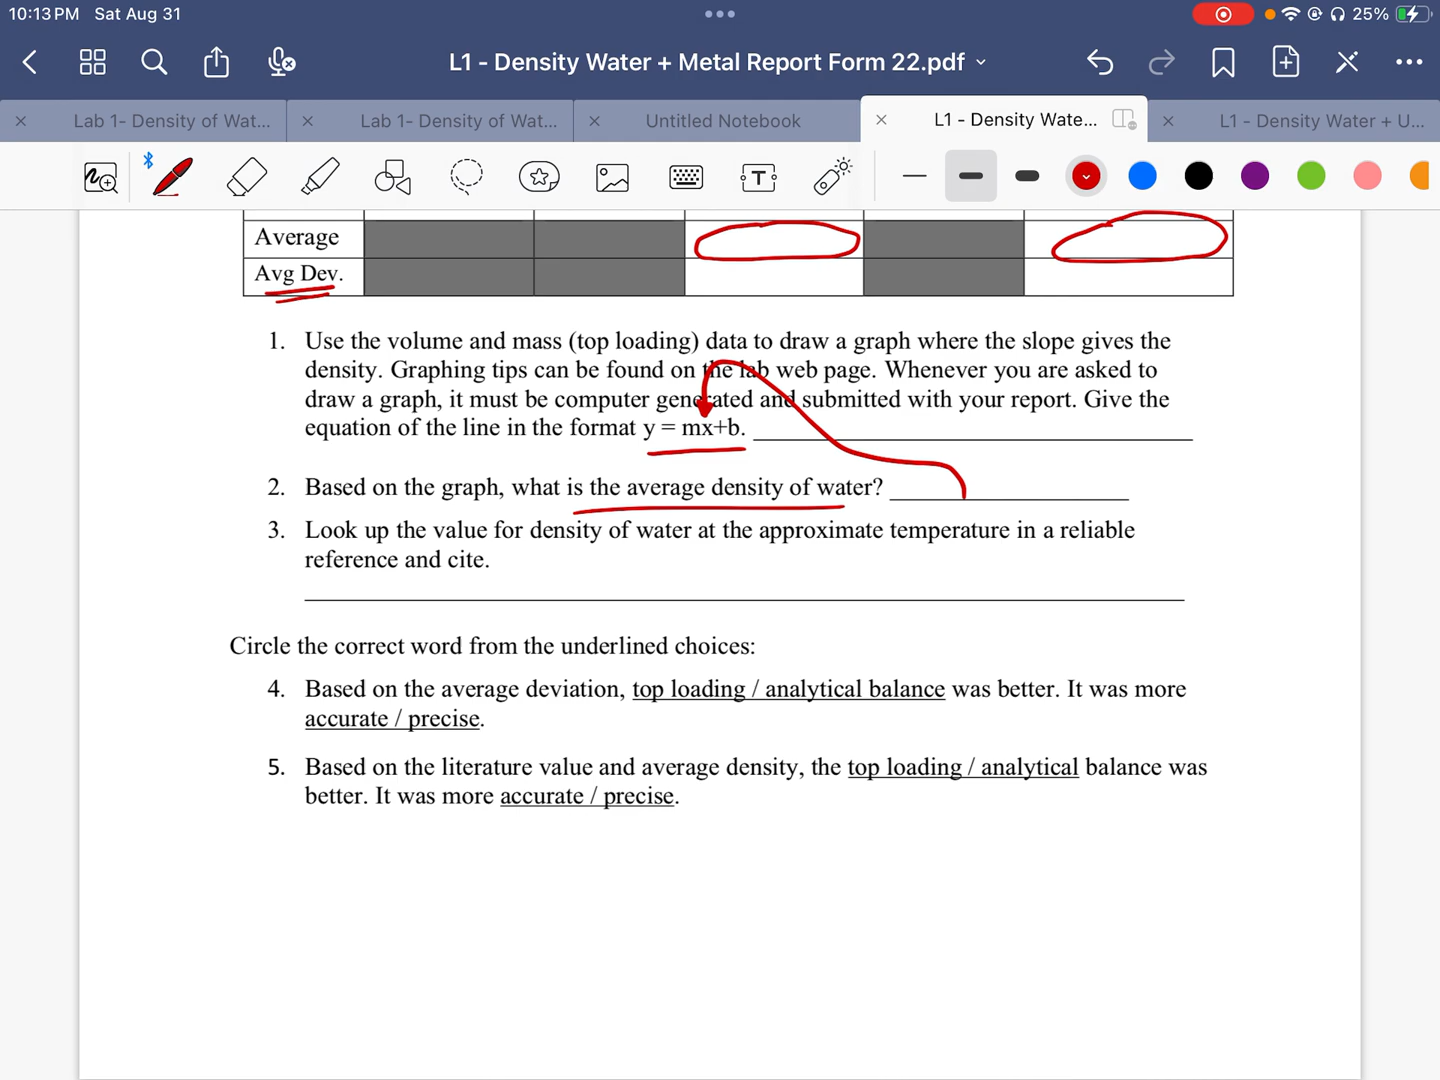 10:13 PM Sat Aug 31
25%
L1 - Density Water + Metal Report Form 22.pdf
Lab 1- Density of Wat...
Lab 1- Density of Wat...
Untitled Notebook
L1 - Density Wate...
L1 - Density Water + U...
Average
Avg Dev.
1. Use the volume and mass (top loading) data to draw a graph where the slope gives the
density. Graphing tips can be found on the lab web page. Whenever you are asked to
draw a graph, it must be computer generated and submitted with your report. Give the
equation of the line in the format y = mx+b.
2. Based on the graph, what is the average density of water?
3. Look up the value for density of water at the approximate temperature in a reliable
reference and cite.
Circle the correct word from the underlined choices:
4. Based on the average deviation, top loading / analytical balance was better. It was more
accurate / precise.
5. Based on the literature value and average density, the top loading / analytical balance was
better. It was more accurate / precise.